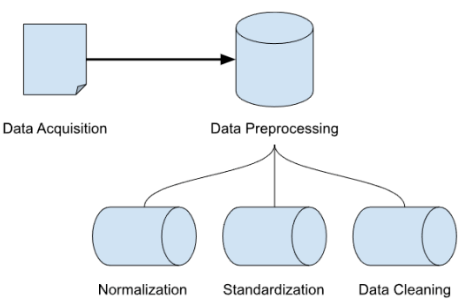 Data Acquisition
Data Preprocessing
Normalization
Standardization
Data Cleaning